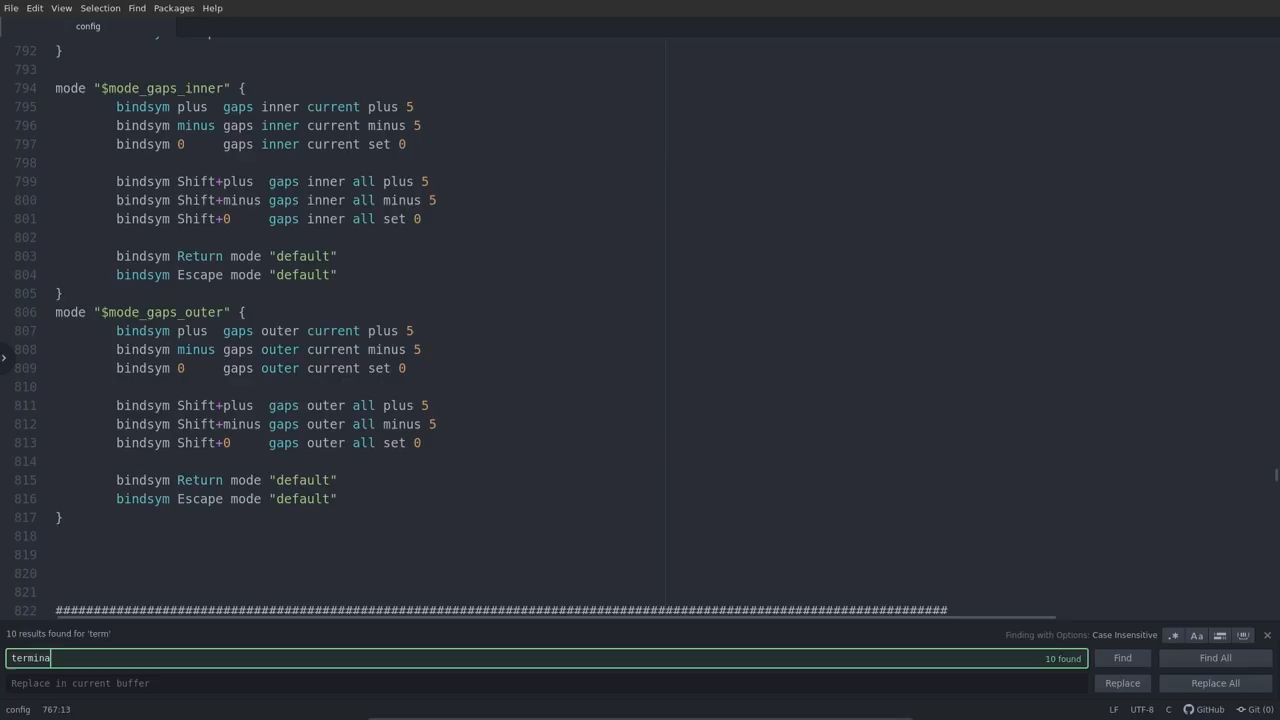 File Edit View Selection Find Packages Help
config
792 }
793
794 mode "$mode_gaps_inner" {
795 bindsym plus  gaps inner current plus 5
796 bindsym minus gaps inner current minus 5
797 bindsym 0     gaps inner current set 0
798
799 bindsym Shift+plus  gaps inner all plus 5
800 bindsym Shift+minus gaps inner all minus 5
801 bindsym Shift+0     gaps inner all set 0
802
803 bindsym Return mode "default"
804 bindsym Escape mode "default"
805 }
806 mode "$mode_gaps_outer" {
807 bindsym plus  gaps outer current plus 5
808 bindsym minus gaps outer current minus 5
809 bindsym 0     gaps outer current set 0
810
811 bindsym Shift+plus  gaps outer all plus 5
812 bindsym Shift+minus gaps outer all minus 5
813 bindsym Shift+0     gaps outer all set 0
814
815 bindsym Return mode "default"
816 bindsym Escape mode "default"
817 }
818
819
820
821
822 #####################################################################################################################
10 results found for 'term' Finding with Options: Case Insensitive .* Aa
termina 10 found Find Find All
Replace in current buffer Replace Replace All
config 767:13 LF UTF-8 C GitHub Git (0)